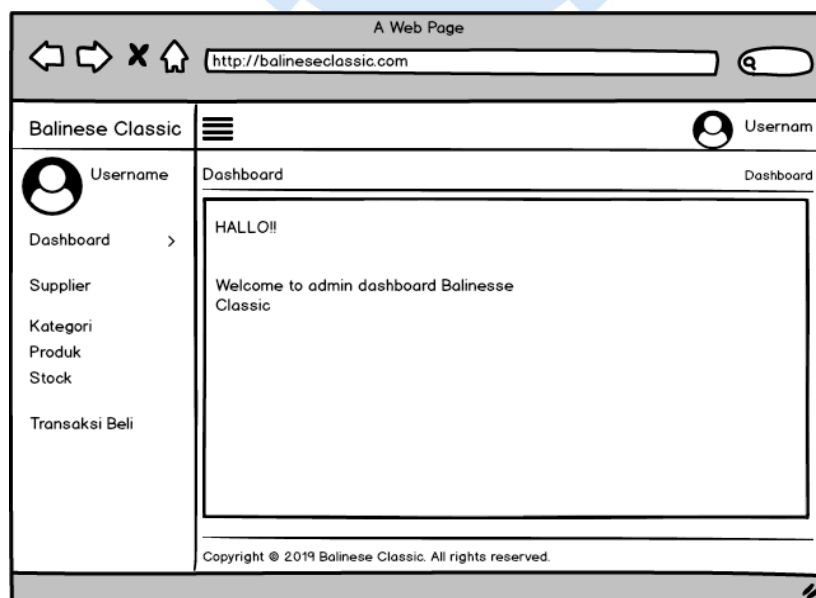 A Web Page
http://balineseclassic.com
Balinese Classic
Usernam
Username
Dashboard
Supplier
Kategori
Produk
Stock
Transaksi Beli
Dashboard
Dashboard
HALLO!!
Welcome to admin dashboard Balinesse
Classic
Copyright © 2019 Balinese Classic. All rights reserved.